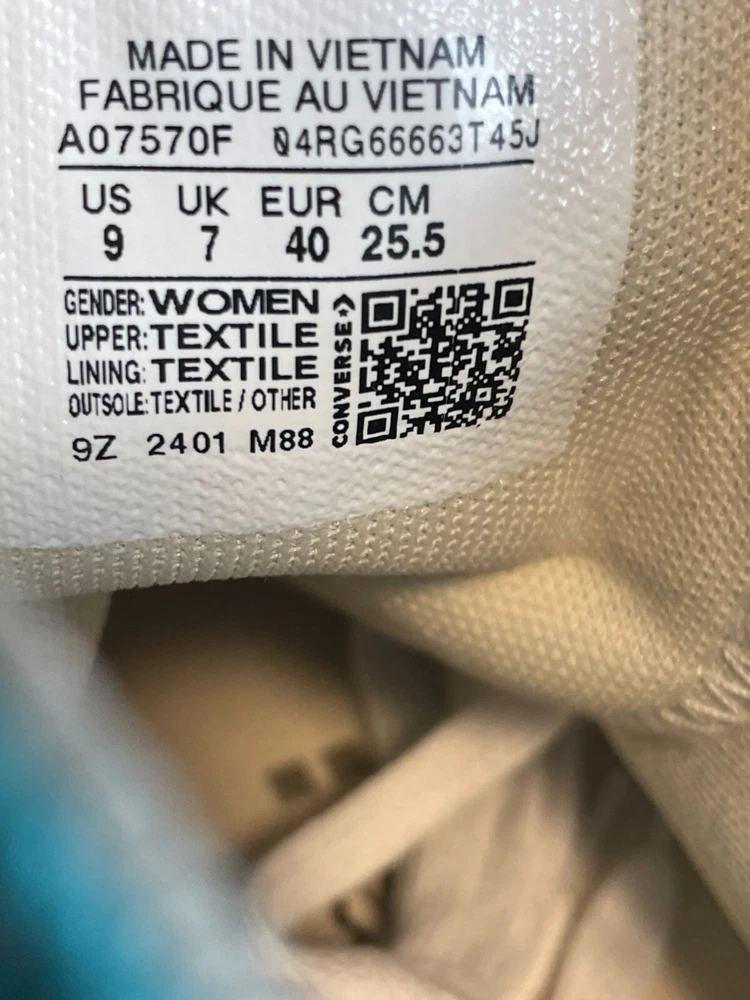 MADE IN VIETNAM
FABRIQUE AU VIETNAM
A07570F 04RG66663T45J
US UK EUR CM
9 7 40 25.5
GENDER: WOMEN
UPPER: TEXTILE
LINING: TEXTILE
OUTSOLE: TEXTILE / OTHER
9Z 2401 M88
CONVERSE